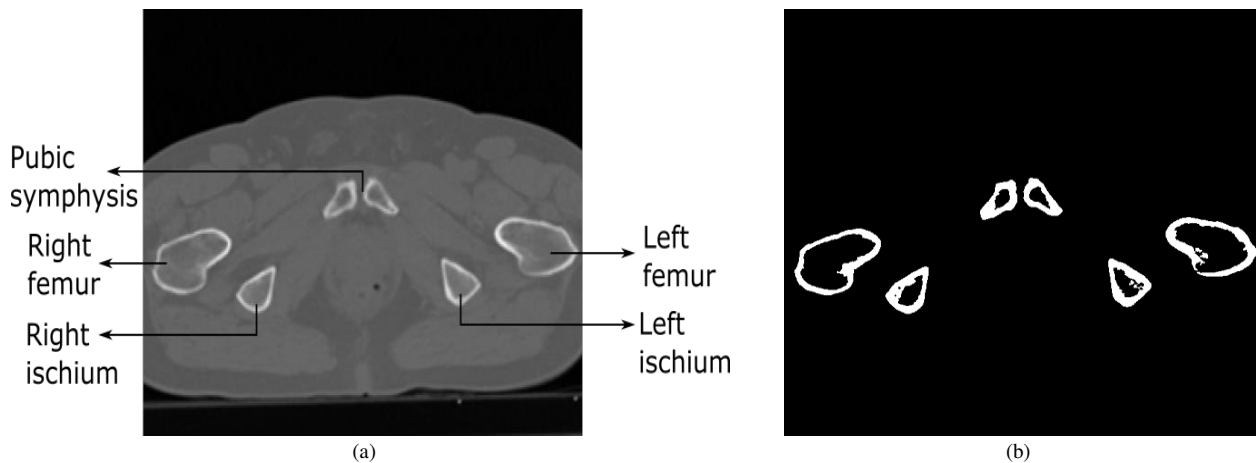 Pubic
symphysis
Right
femur
Right
ischium
Left
femur
Left
ischium
(a)
(b)